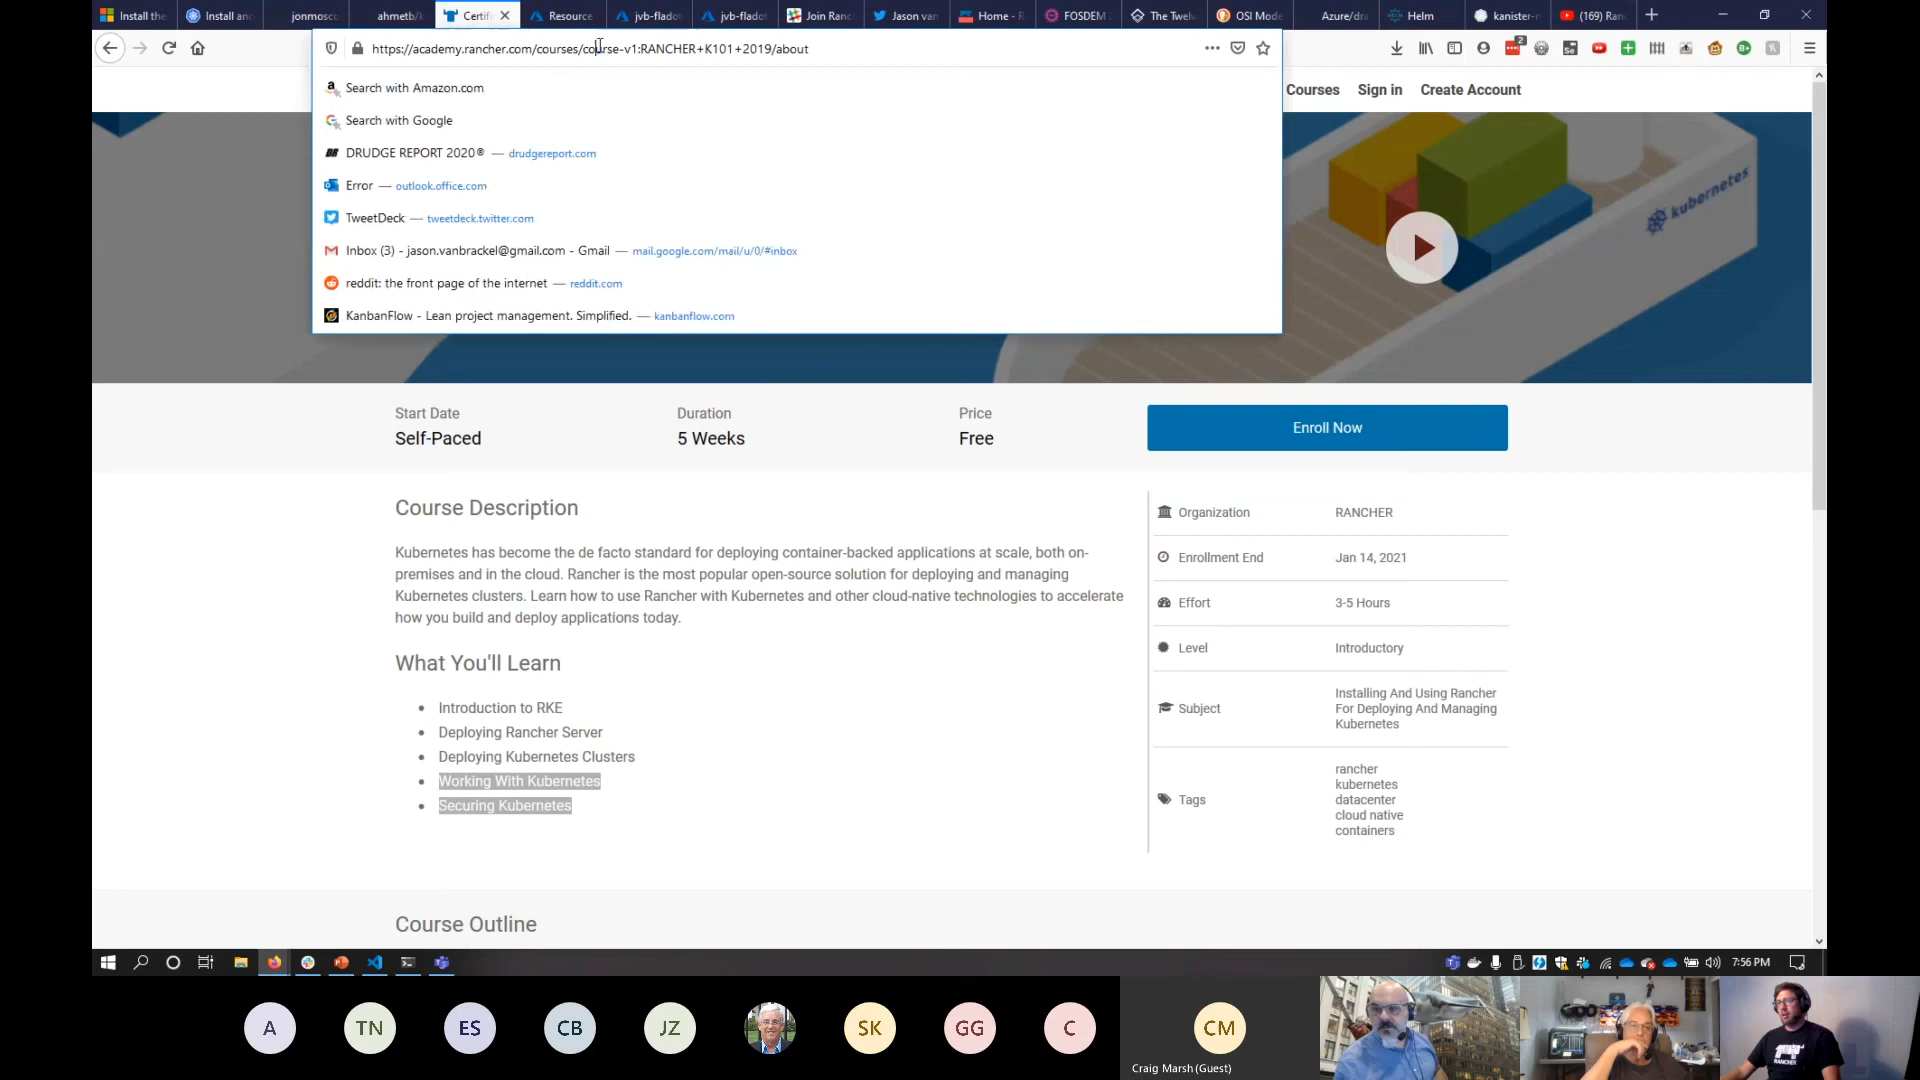 Install the
Install an
jonmosco
ahmetb/k
Certifi
Resource
jvb-flado
jvb-fladot
Join Ranc
Jason van
Home - R
FOSDEM
The Twel
OSI Mode
Azure/dra
Helm
kanister-
(169) Ranc
https://academy.rancher.com/courses/course-v1:RANCHER+K101+2019/about
2
Search with Amazon.com
Search with Google
DRUDGE REPORT 2020® — drudgereport.com
Error — outlook.office.com
TweetDeck — tweetdeck.twitter.com
Inbox (3) - jason.vanbrackel@gmail.com - Gmail — mail.google.com/mail/u/0/#inbox
reddit: the front page of the internet — reddit.com
KanbanFlow - Lean project management. Simplified. — kanbanflow.com
Courses Sign in Create Account
kubernetes
Start Date
Self-Paced
Duration
5 Weeks
Price
Free
Enroll Now
Course Description
Kubernetes has become the de facto standard for deploying container-backed applications at scale, both on-
premises and in the cloud. Rancher is the most popular open-source solution for deploying and managing
Kubernetes clusters. Learn how to use Rancher with Kubernetes and other cloud-native technologies to accelerate
how you build and deploy applications today.
What You'll Learn
Introduction to RKE
Deploying Rancher Server
Deploying Kubernetes Clusters
Working With Kubernetes
Securing Kubernetes
Organization RANCHER
Enrollment End Jan 14, 2021
Effort 3-5 Hours
Level Introductory
Subject
Installing And Using Rancher
For Deploying And Managing
Kubernetes
Tags
rancher
kubernetes
datacenter
cloud native
containers
Course Outline
7:56 PM
A
TN
ES
CB
JZ
SK
GG
C
CM
Craig Marsh (Guest)
RANCHER